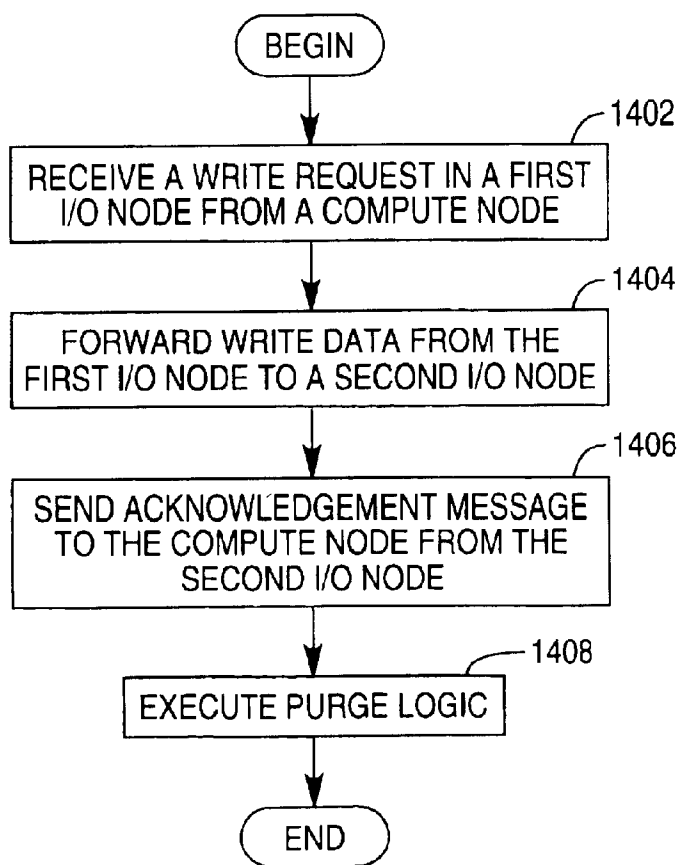 BEGIN
1402
RECEIVE A WRITE REQUEST IN A FIRST
I/O NODE FROM A COMPUTE NODE
1404
FORWARD WRITE DATA FROM THE
FIRST I/O NODE TO A SECOND I/O NODE
1406
SEND ACKNOWLEDGEMENT MESSAGE
TO THE COMPUTE NODE FROM THE
SECOND I/O NODE
1408
EXECUTE PURGE LOGIC
END